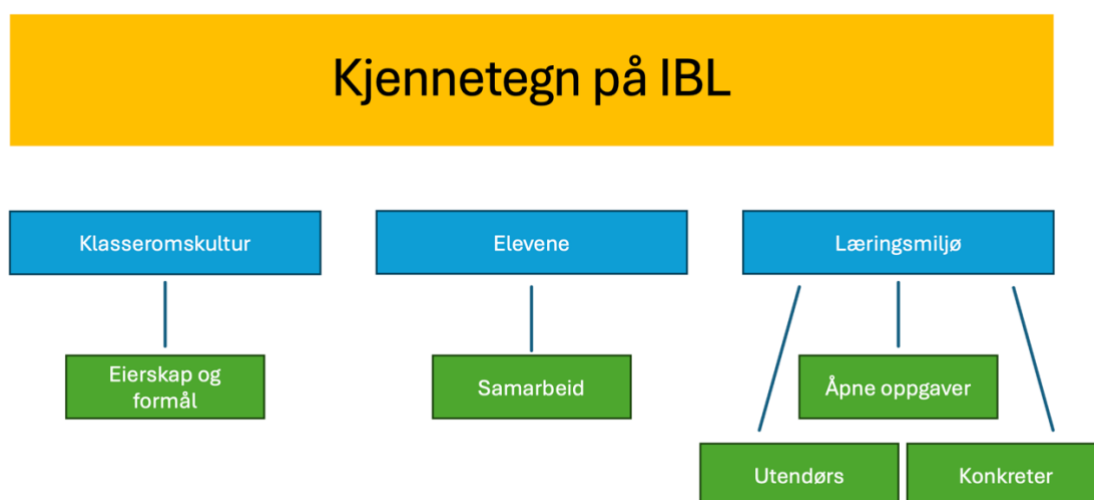 Kjennetegn på IBL
Klasseromskultur
Elevene
Læringsmiljø
Eierskap og
formål
Samarbeid
Åpne oppgaver
Utendørs
Konkreter